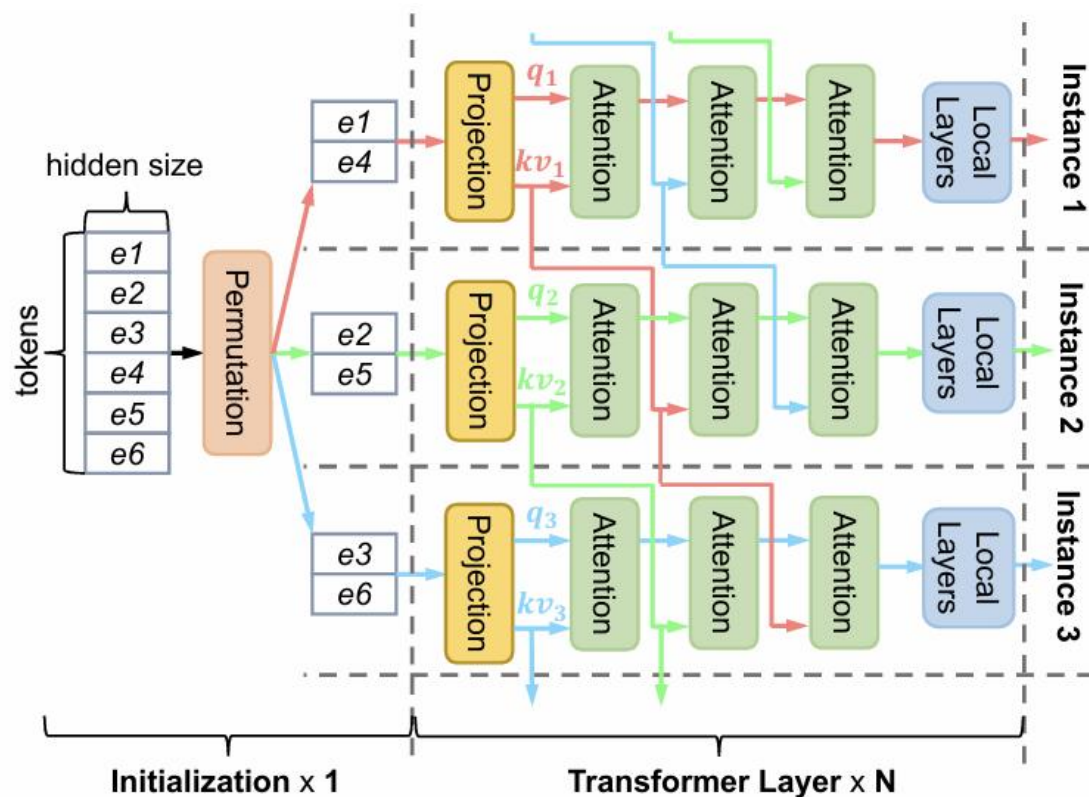 hidden size
tokens
e1
e2
e3
e4
e5
e6
Permutation
e1
e4
e2
e5
e3
e6
Projection
q1
kv1
Attention
Attention
Attention
Local
Layers
Instance 1
Projection
q2
kv2
Attention
Attention
Attention
Local
Layers
Instance 2
Projection
q3
kv3
Attention
Attention
Attention
Local
Layers
Instance 3
Initialization x 1
Transformer Layer x N